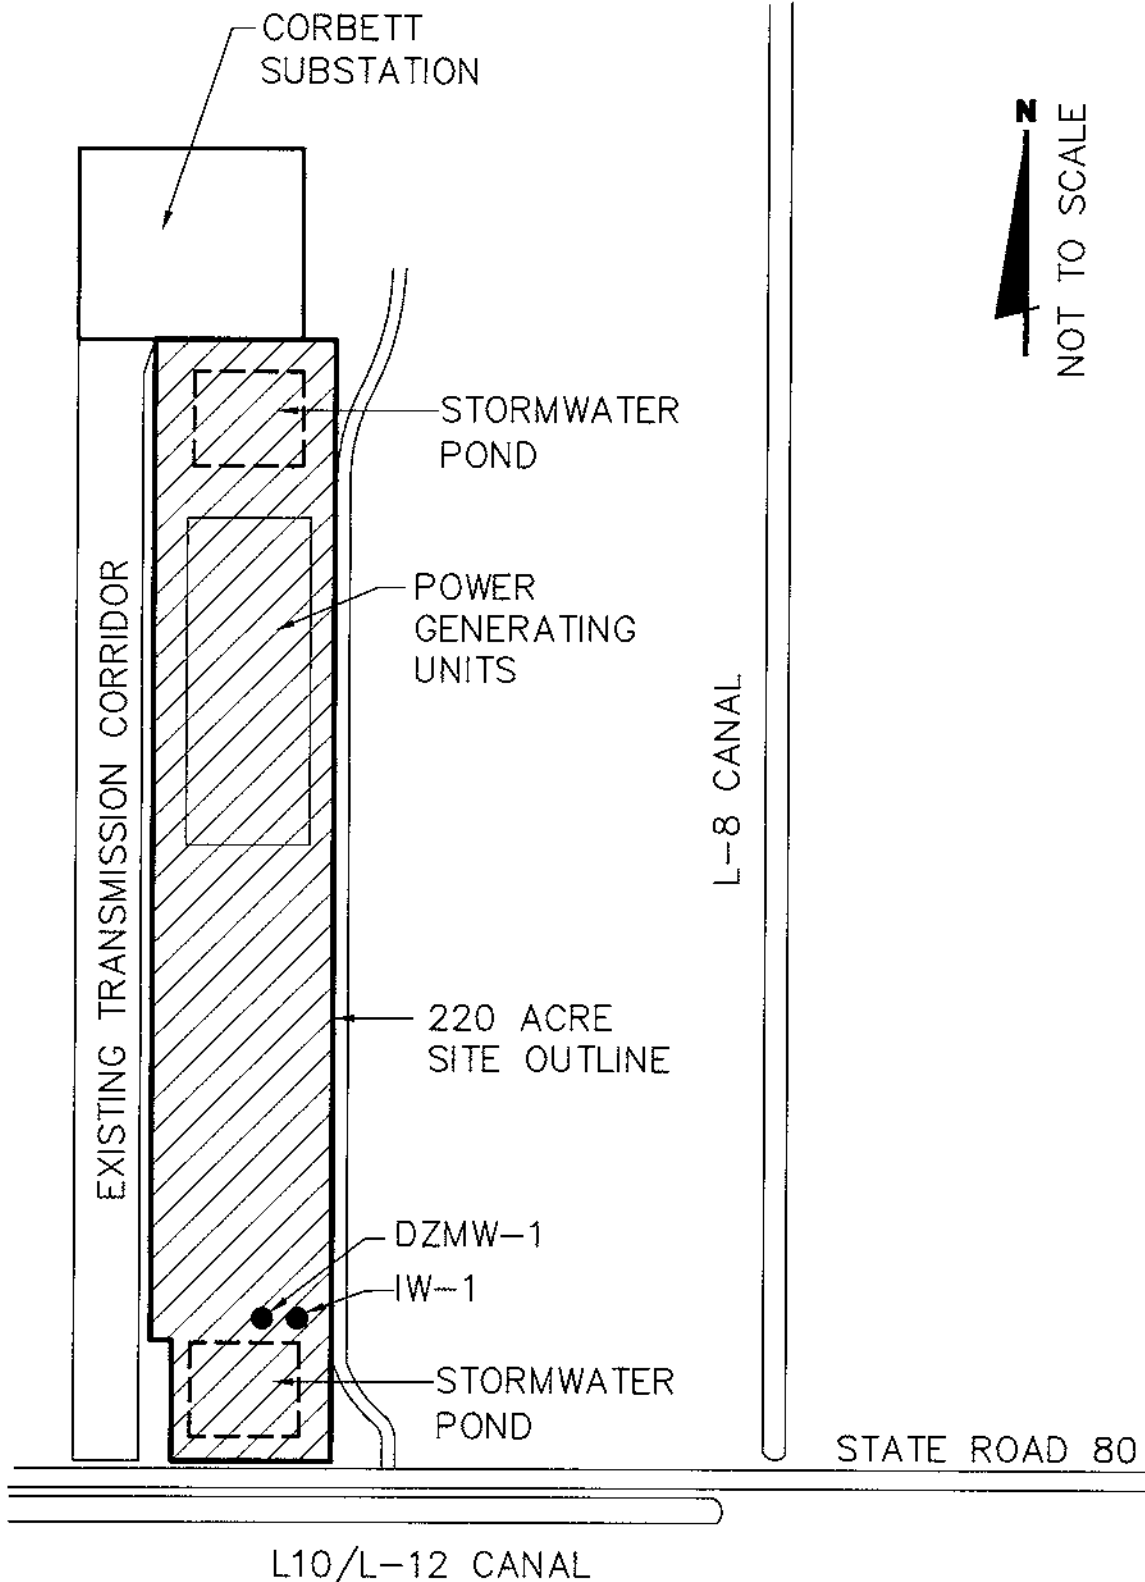 CORBETT
SUBSTATION
N
NOT TO SCALE
STORMWATER
POND
POWER
GENERATING
UNITS
EXISTING TRANSMISSION CORRIDOR
L-8 CANAL
220 ACRE
SITE OUTLINE
DZMW-1
IW-1
STORMWATER
POND
STATE ROAD 80
L10/L-12 CANAL